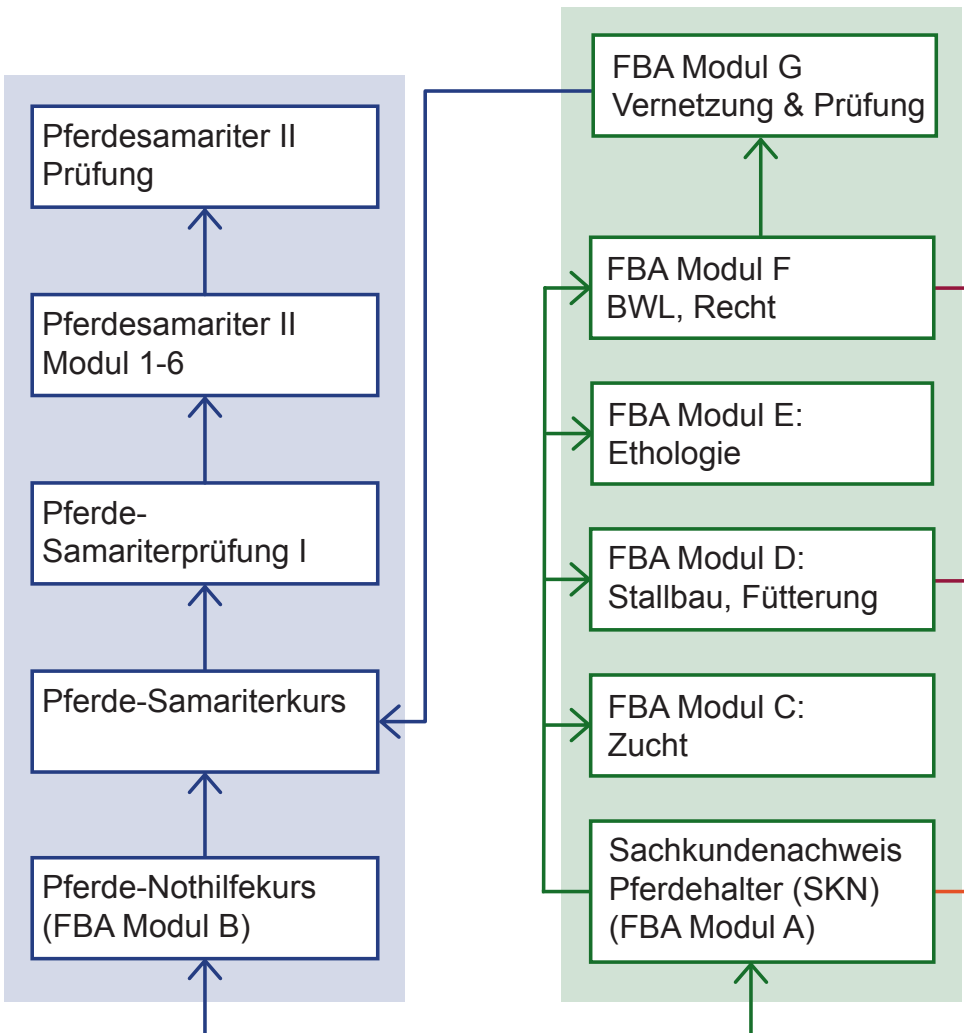 Pferdesamariter II
Prüfung
Pferdesamariter II
Modul 1-6
Pferde-
Samariterprüfung I
Pferde-Samariterkurs
Pferde-Nothilfekurs
(FBA Modul B)
FBA Modul G
Vernetzung & Prüfung
FBA Modul F
BWL, Recht
FBA Modul E:
Ethologie
FBA Modul D:
Stallbau, Fütterung
FBA Modul C:
Zucht
Sachkundenachweis
Pferdehalter (SKN)
(FBA Modul A)